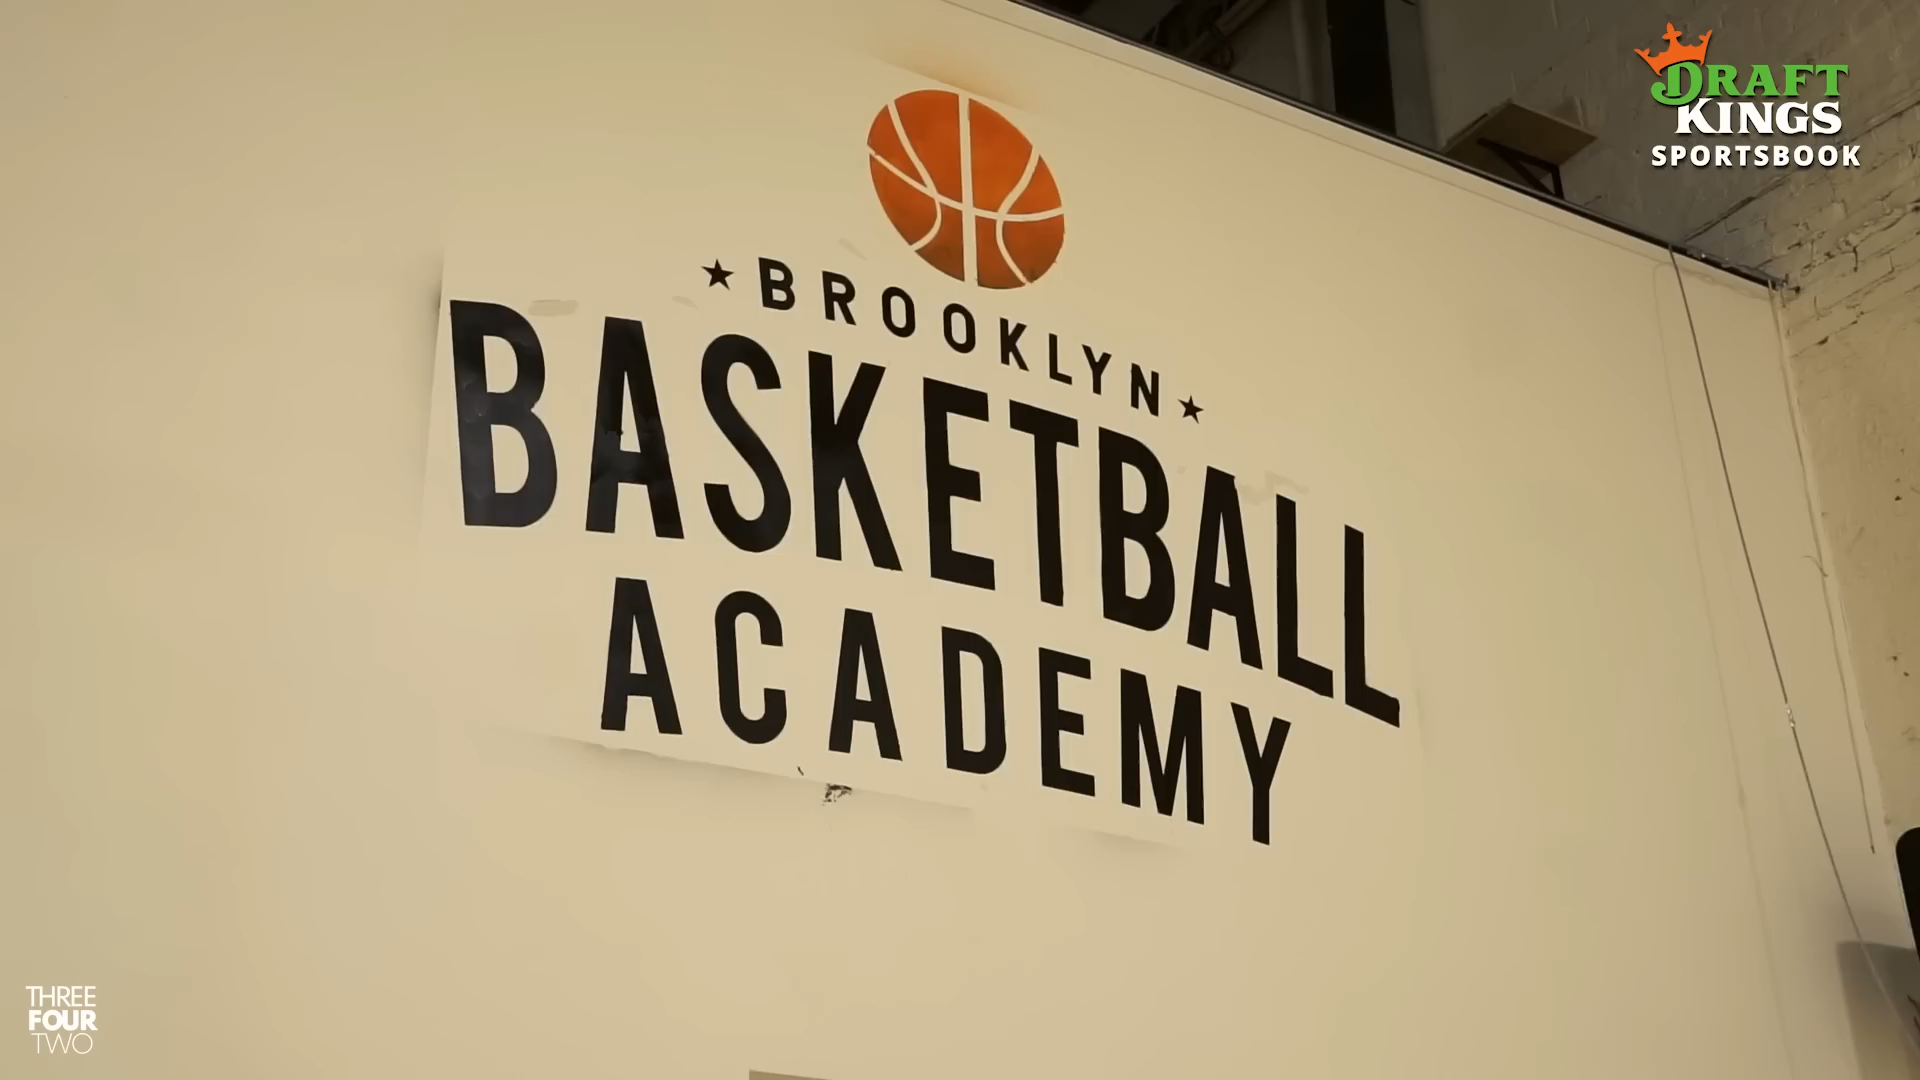 DRAFT
KINGS
SPORTSBOOK
★ BROOKLYN ★
BASKETBALL
ACADEMY
THREE
FOUR
TWO